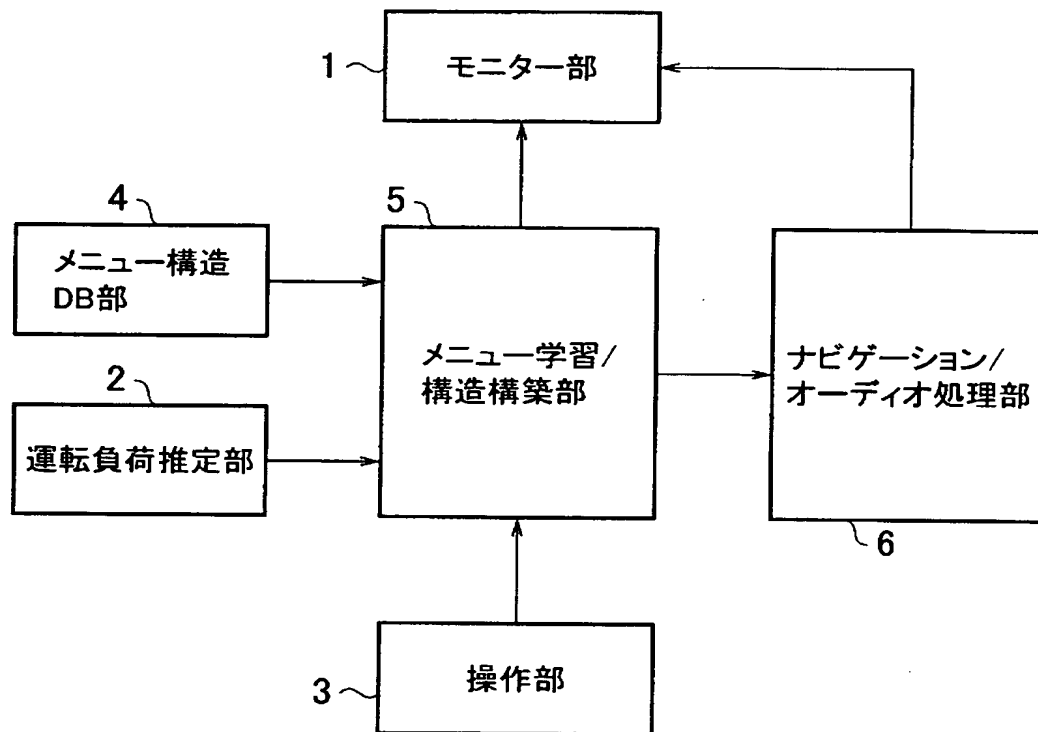 1
モニター部
4
メニュー構造
DB部
5
メニュー学習/
構造構築部
2
運転負荷推定部
ナビゲーション/
オーディオ処理部
6
3
操作部